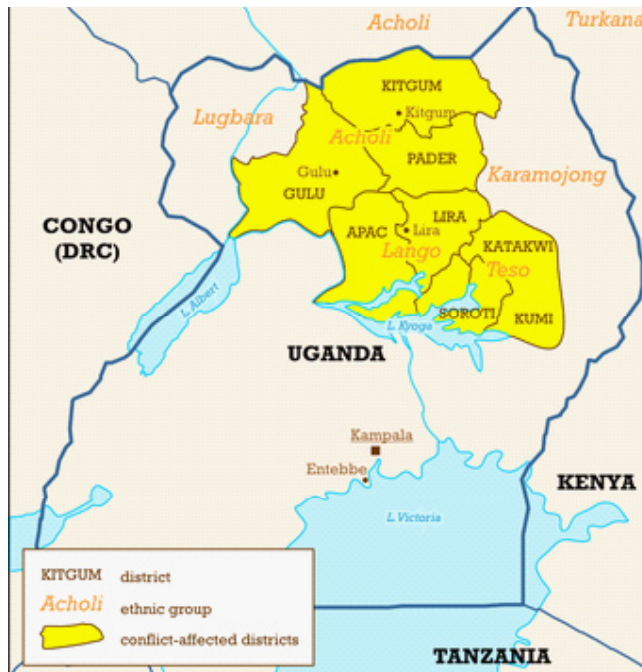 Acholi
Turkana
KITGUM
Kitgum
Lugbara
Acholi
PADER
Gulu
GULU
Karamojong
CONGO
(DRC)
APAC
LIRA
Lira
Lango
KATAKWI
Teso
L. Albert
SOROTI
KUMI
L. Kyoga
UGANDA
Kampala
Entebbe
KENYA
L. Victoria
KITGUM district
Acholi ethnic group
conflict-affected districts
TANZANIA